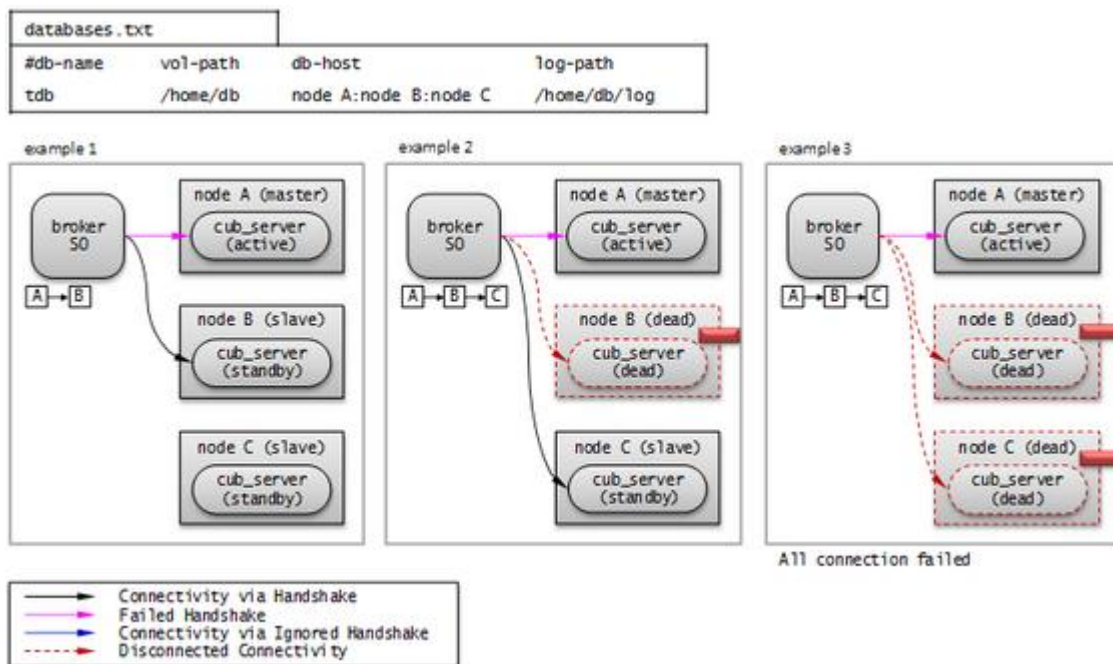 databases.txt
#db-name vol-path db-host log-path
tdb /home/db node A:node B:node C /home/db/log
example 1
broker
SO
A B
node A (master)
cub_server
(active)
node B (slave)
cub_server
(standby)
node C (slave)
cub_server
(standby)
example 2
broker
SO
A B C
node A (master)
cub_server
(active)
node B (dead)
cub_server
(dead)
node C (slave)
cub_server
(standby)
example 3
broker
SO
A B C
node A (master)
cub_server
(active)
node B (dead)
cub_server
(dead)
node C (dead)
cub_server
(dead)
All connection failed
Connectivity via Handshake
Failed Handshake
Connectivity via Ignored Handshake
Disconnected Connectivity